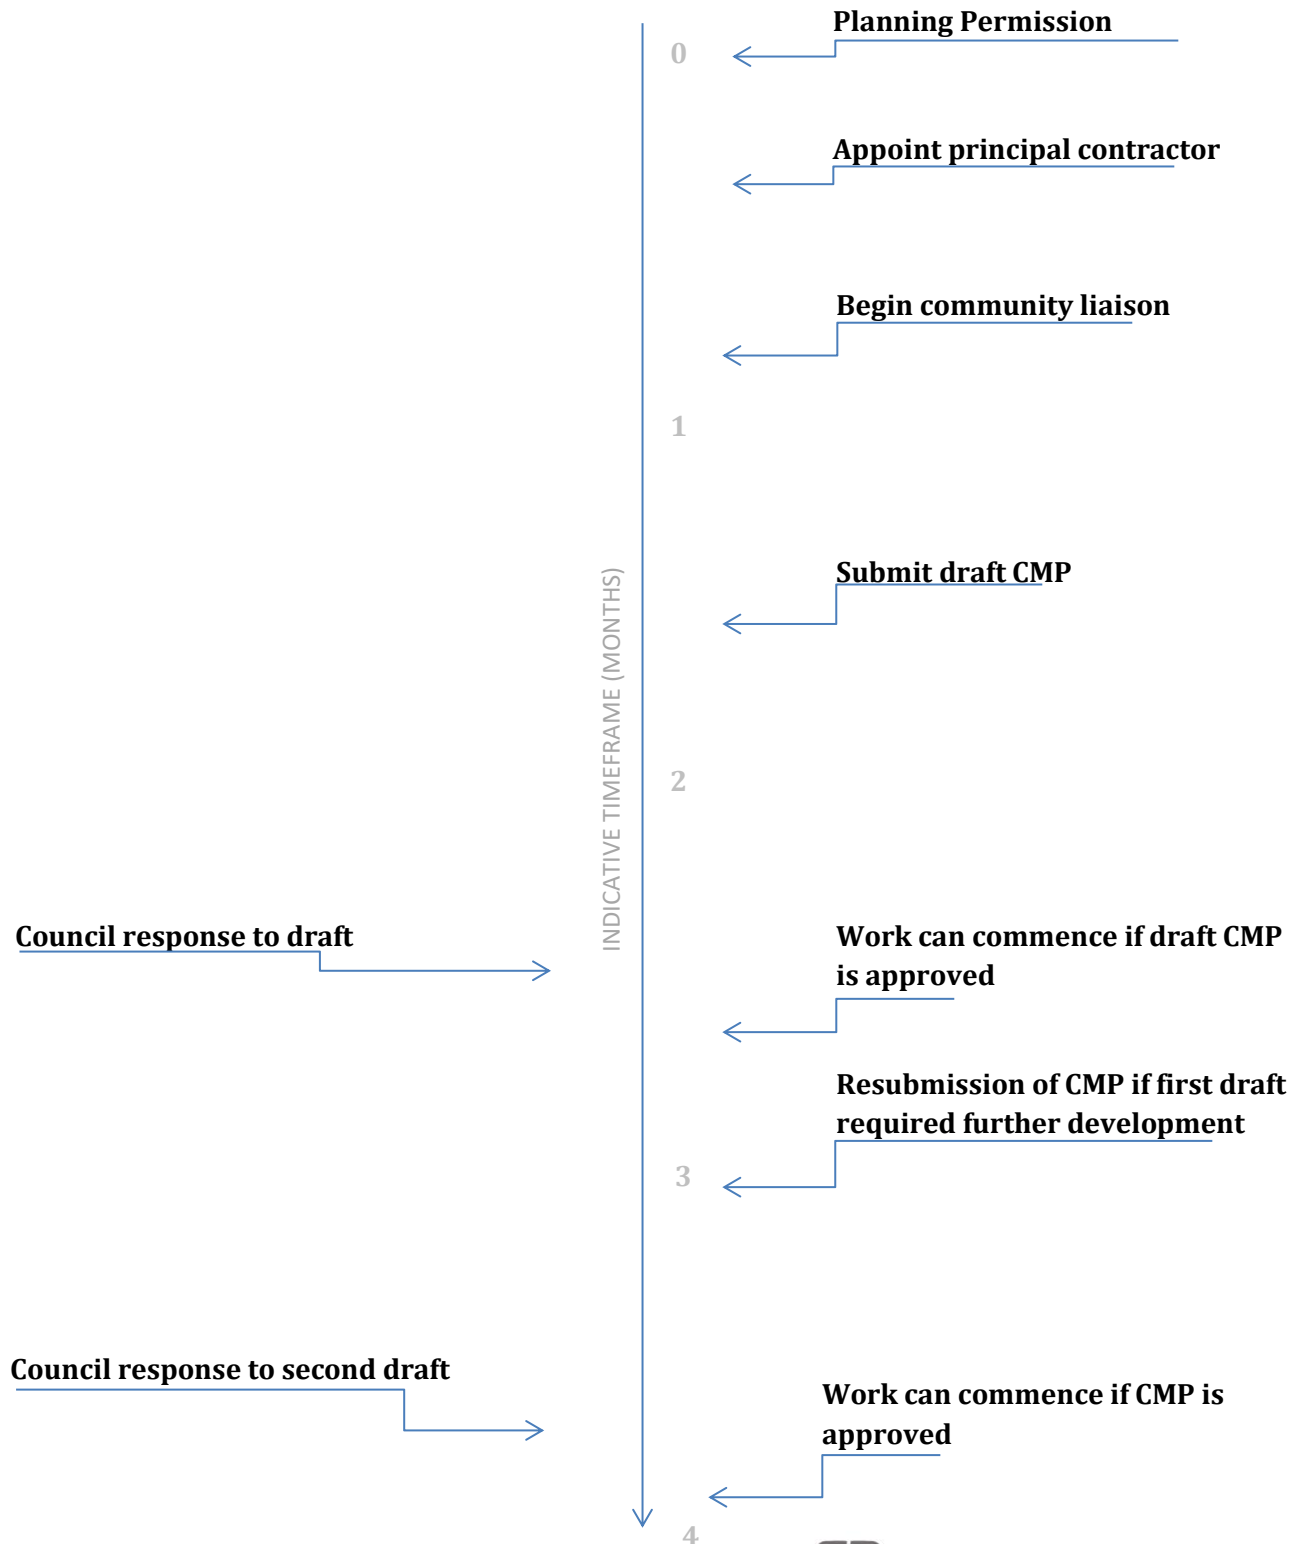 Planning Permission
0
Appoint principal contractor
Begin community liaison
1
Submit draft CMP
INDICATIVE TIMEFRAME (MONTHS)
2
Council response to draft
Work can commence if draft CMP
is approved
Resubmission of CMP if first draft
required further development
3
Council response to second draft
Work can commence if CMP is
approved
4